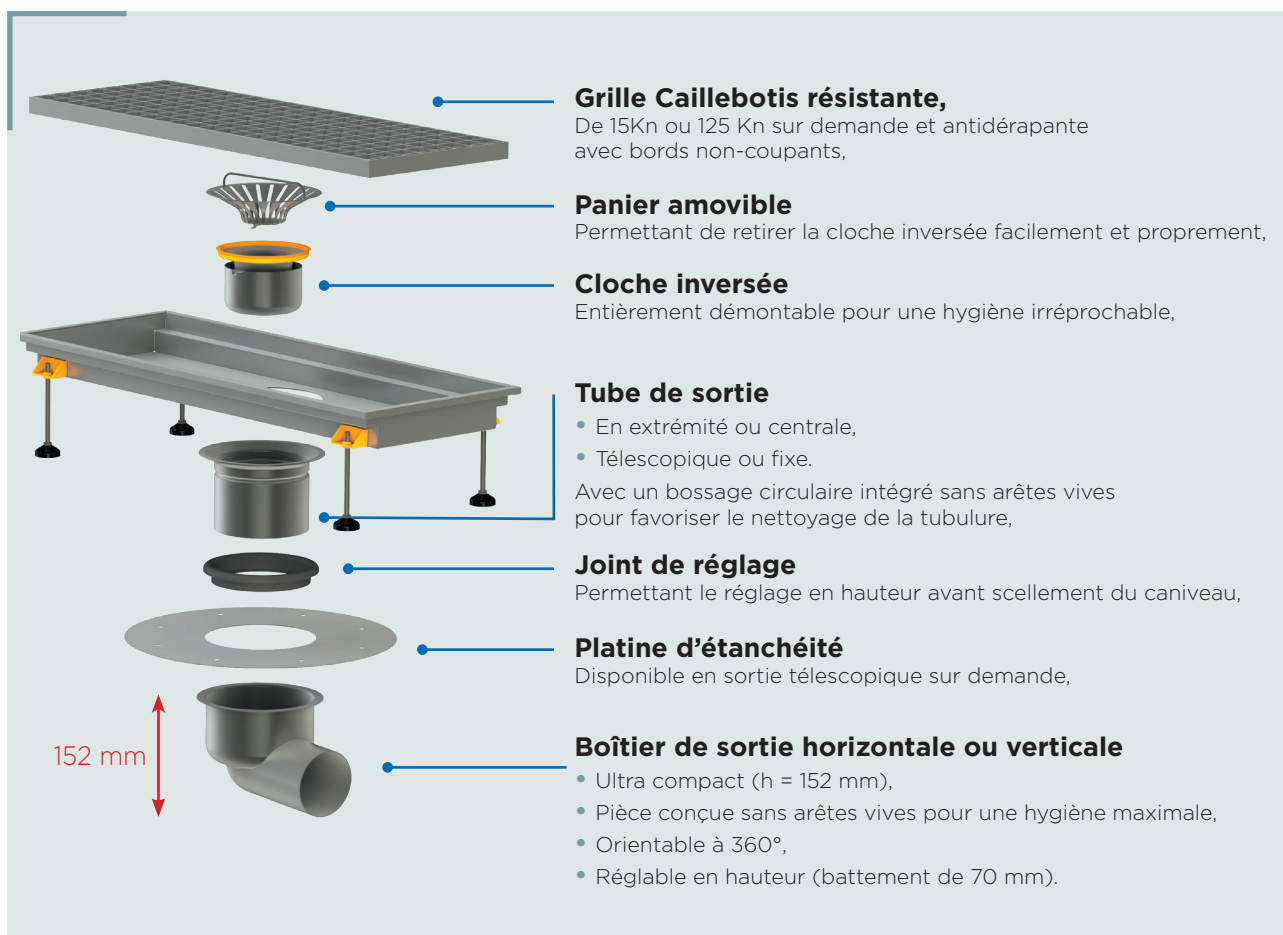 Grille Caillebotis résistante,
De 15Kn ou 125 Kn sur demande et antidérapante
avec bords non-coupants,
Panier amovible
Permettant de retirer la cloche inversée facilement et proprement,
Cloche inversée
Entièrement démontable pour une hygiène irréprochable,
Tube de sortie
• En extrémité ou centrale,
• Télescopique ou fixe.
Avec un bossage circulaire intégré sans arêtes vives
pour favoriser le nettoyage de la tubulure,
Joint de réglage
Permettant le réglage en hauteur avant scellement du caniveau,
Platine d’étanchéité
Disponible en sortie télescopique sur demande,
152 mm
Boîtier de sortie horizontale ou verticale
• Ultra compact (h = 152 mm),
• Pièce conçue sans arêtes vives pour une hygiène maximale,
• Orientable à 360°,
• Réglable en hauteur (battement de 70 mm).